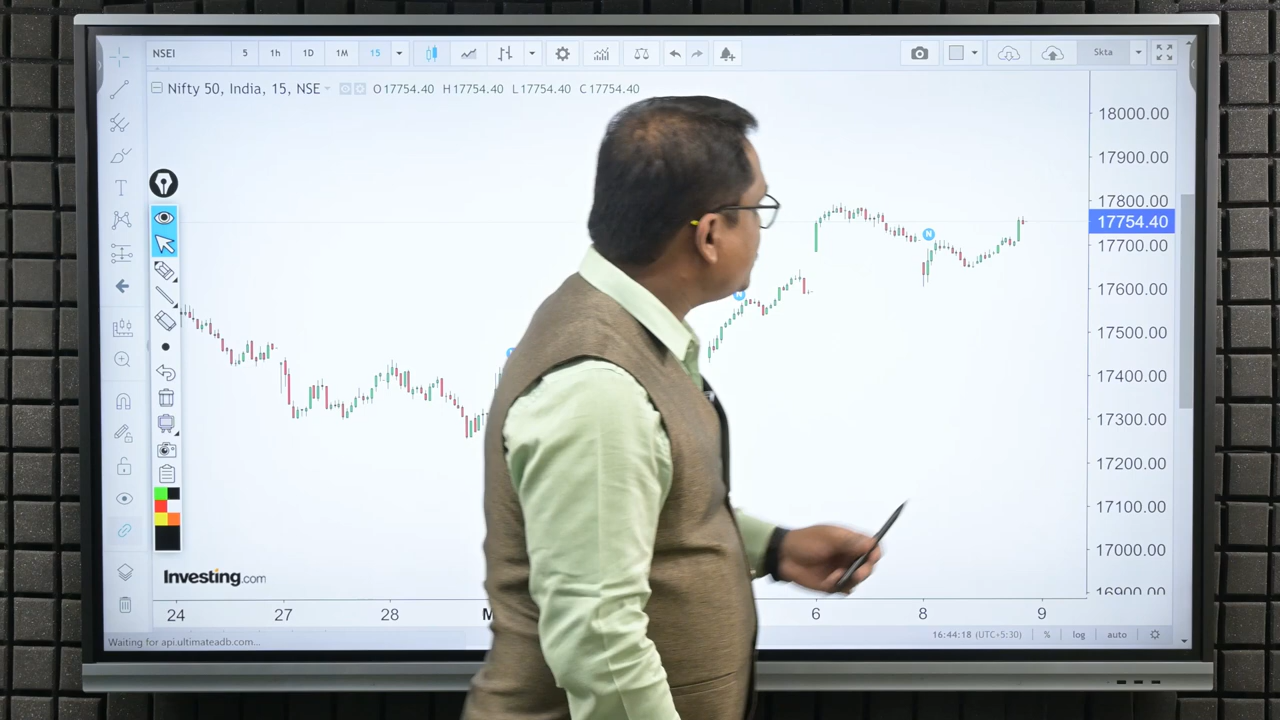 NSEI 5 1h 1D 1M 15 Skta
Nifty 50, India, 15, NSE O17754.40 H17754.40 L17754.40 C17754.40
18000.00
17900.00
17800.00
17754.40
17700.00
17600.00
17500.00
17400.00
17300.00
17200.00
17100.00
17000.00
16900.00
T
N
N
Investing.com
24 27 28 M 6 8 9
Waiting for api.ultimateadb.com... 16:44:18 (UTC+5:30) % log auto